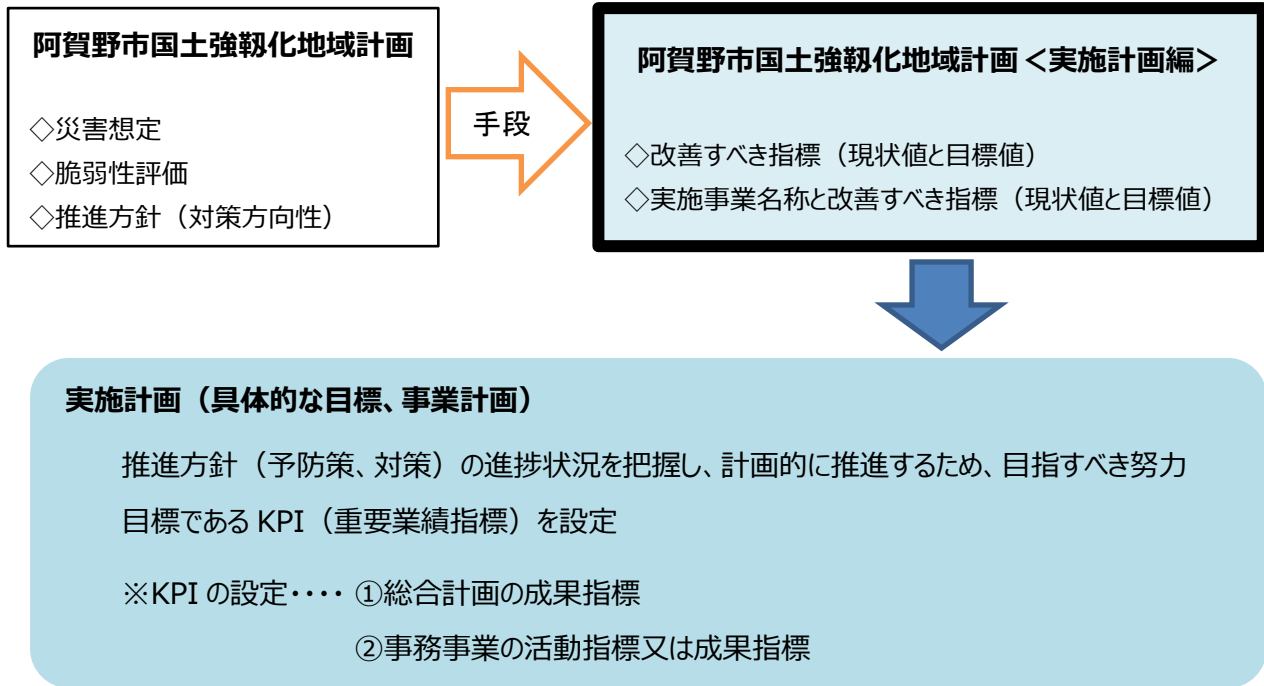 阿賀野市国土強靱化地域計画
◇災害想定
◇脆弱性評価
◇推進方針（対策方向性）
手段
阿賀野市国土強靱化地域計画＜実施計画編＞
◇改善すべき指標（現状値と目標値）
◇実施事業名称と改善すべき指標（現状値と目標値）
実施計画（具体的な目標、事業計画）
推進方針（予防策、対策）の進捗状況を把握し、計画的に推進するため、目指すべき努力
目標である KPI（重要業績指標）を設定
※KPI の設定・・・・ ①総合計画の成果指標
②事務事業の活動指標又は成果指標